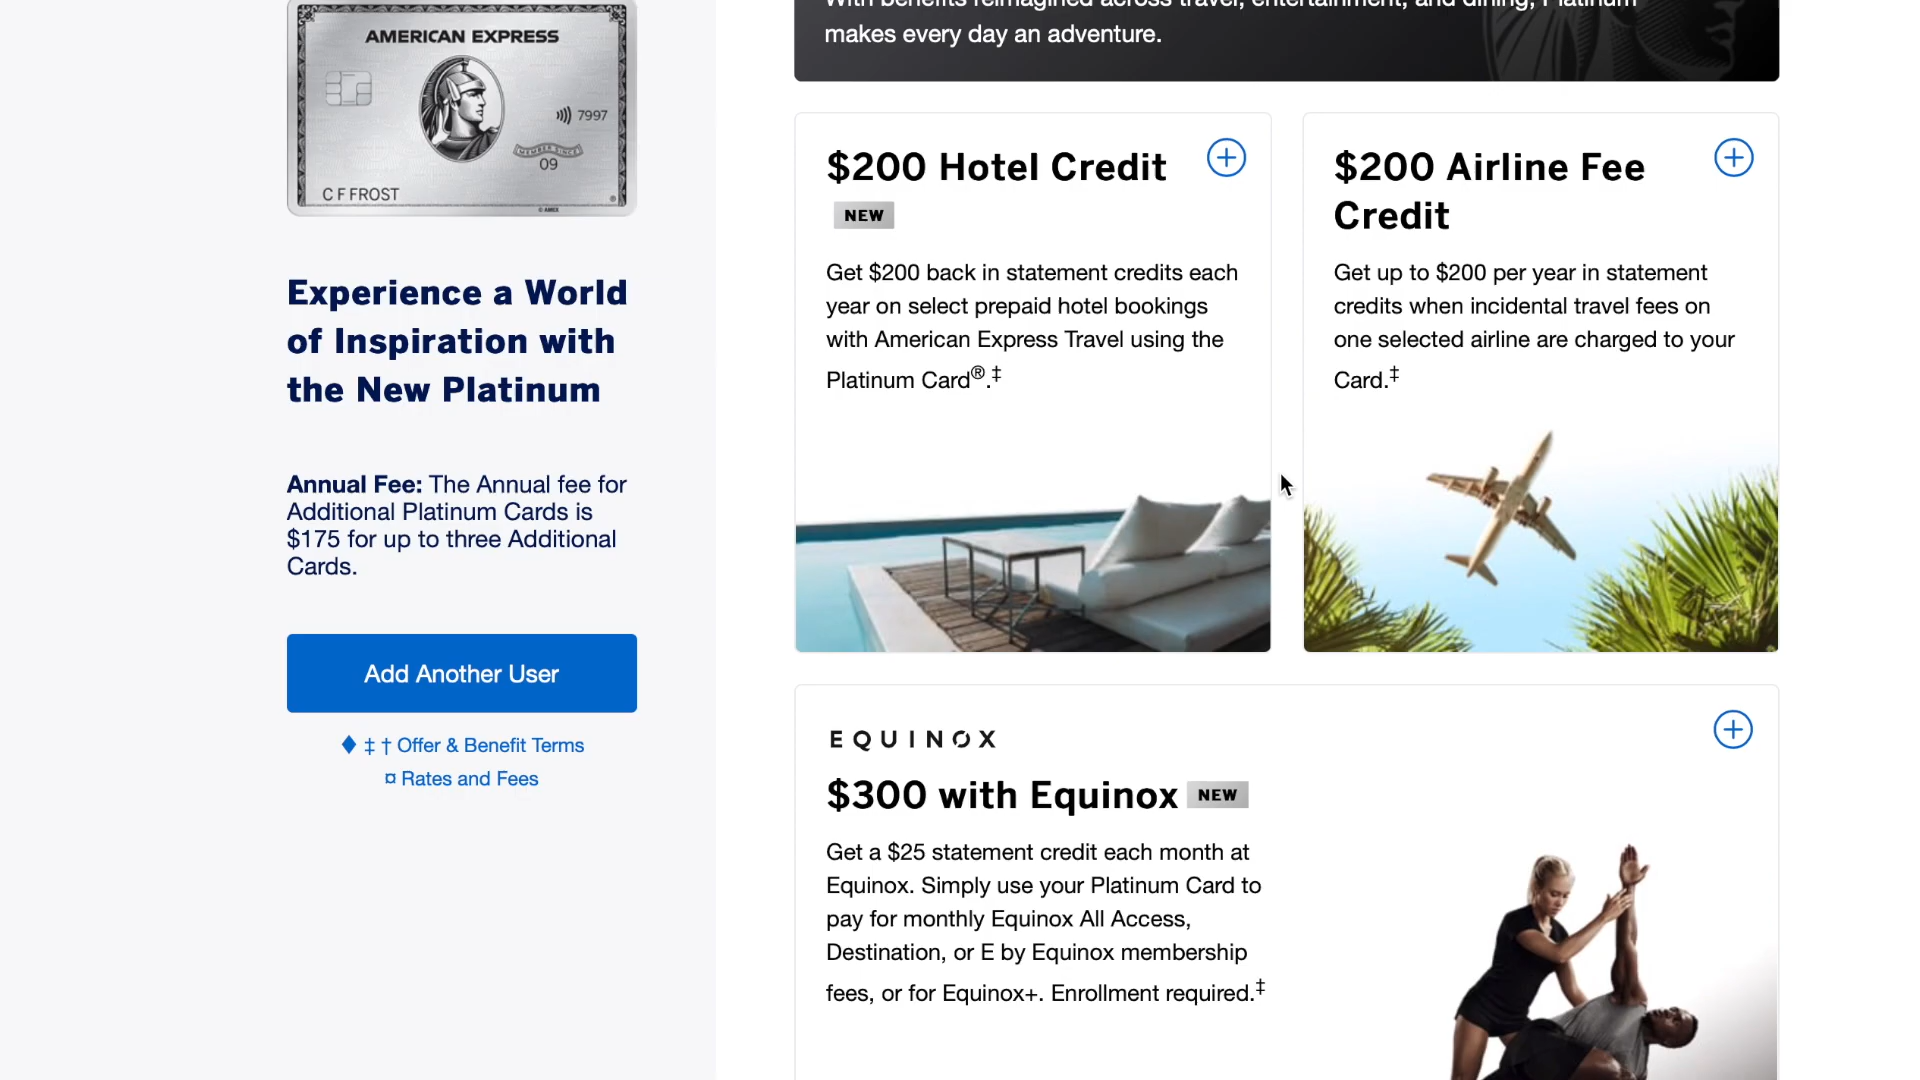 AMERICAN EXPRESS
7997
MEMBER SINCE
09
C F FROST
© AMEX
®
Experience a World
of Inspiration with
the New Platinum
Annual Fee: The Annual fee for
Additional Platinum Cards is
$175 for up to three Additional
Cards.
Add Another User
♦ ‡ † Offer & Benefit Terms
¤ Rates and Fees
With benefits reimagined across travel, entertainment, and dining, Platinum
makes every day an adventure.
$200 Hotel Credit
NEW
Get $200 back in statement credits each
year on select prepaid hotel bookings
with American Express Travel using the
Platinum Card®.‡
$200 Airline Fee
Credit
Get up to $200 per year in statement
credits when incidental travel fees on
one selected airline are charged to your
Card.‡
EQUINOX
$300 with Equinox NEW
Get a $25 statement credit each month at
Equinox. Simply use your Platinum Card to
pay for monthly Equinox All Access,
Destination, or E by Equinox membership
fees, or for Equinox+. Enrollment required.‡